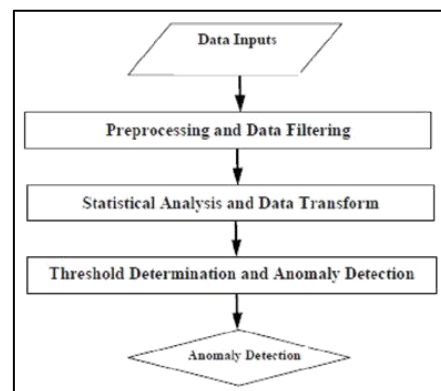 Data Inputs
Preprocessing and Data Filtering
Statistical Analysis and Data Transform
Threshold Determination and Anomaly Detection
Anomaly Detection